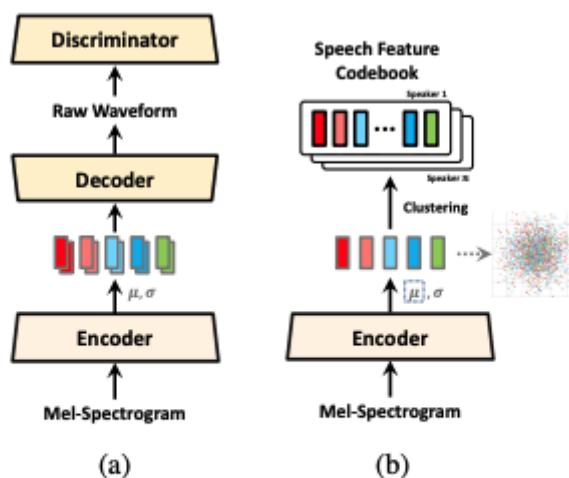 Discriminator
Raw Waveform
Decoder
μ, σ
Encoder
Mel-Spectrogram
(a)
Speech Feature
Codebook
Speaker 1
...
Speaker N
Clustering
μ, σ
Encoder
Mel-Spectrogram
(b)